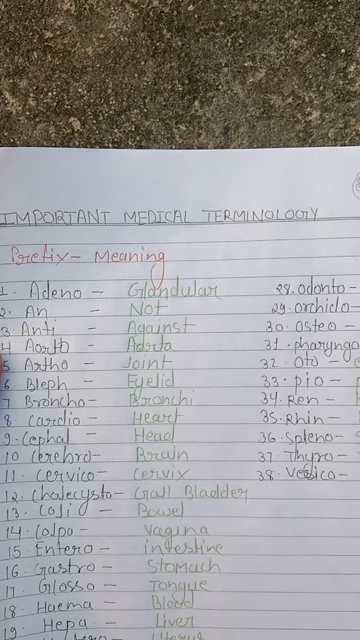 IMPORTANT MEDICAL TERMINOLOGY
Prefix- Meaning
1. Adeno - Glandular
2. An - Not
3. Anti - Against
4 Aorto - Aorta
5 Artho - Joint
6. Bleph - Eyelid
7 Broncho- Bronchi
8 Cardio - Heart
9. Cephal - Head
10 Cerebro- Brain
11. Cervico - Cervix
12. Cholecysto- Gall Bladder
13. Coli - Bowel
14. Colpo - Vagina
15. Entero - intestine
16. Gastro - Stomach
17. Glosso - Tongue
18. Haema - Blood
19. Hepa - Liver
Uterus
28. odonto-
29. orchido-
30. Osteo -
31. pharyngo
32. Oto -
33. pio -
34. Ren -
35. Rhin -
36. Spleno -
37. Thyro -
38. Vesico-